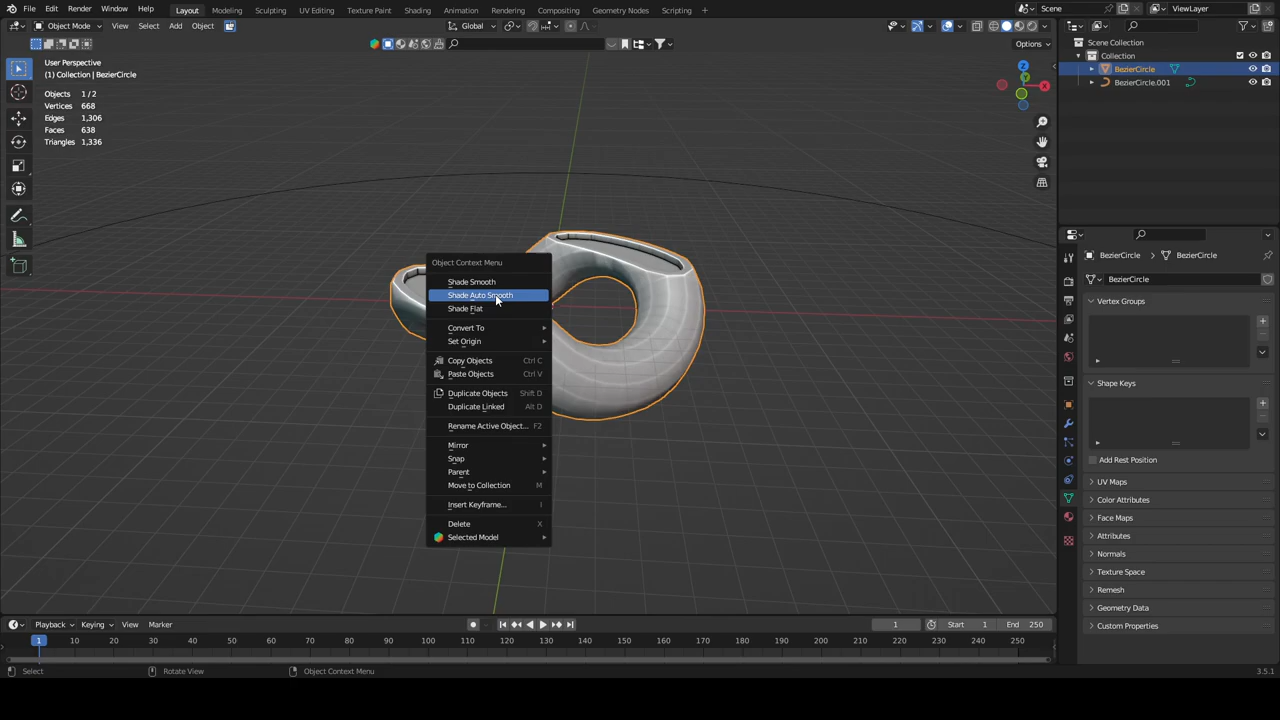 File Edit Render Window Help Layout Modeling Sculpting UV Editing Texture Paint Shading Animation Rendering Compositing Geometry Nodes Scripting + Scene ViewLayer
Object Mode View Select Add Object Global
Options
User Perspective
(1) Collection | BezierCircle
Objects 1 / 2
Vertices 668
Edges 1,306
Faces 638
Triangles 1,336
Z
Y
X
Object Context Menu
Shade Smooth
Shade Auto Smooth
Shade Flat
Convert To
Set Origin
Copy Objects Ctrl C
Paste Objects Ctrl V
Duplicate Objects Shift D
Duplicate Linked Alt D
Rename Active Object... F2
Mirror
Snap
Parent
Move to Collection M
Insert Keyframe... I
Delete X
Selected Model
Scene Collection
Collection
BezierCircle
BezierCircle.001
BezierCircle BezierCircle
BezierCircle
Vertex Groups
Shape Keys
Add Rest Position
UV Maps
Color Attributes
Face Maps
Attributes
Normals
Texture Space
Remesh
Geometry Data
Custom Properties
Playback Keying View Marker 1 Start 1 End 250
1 10 20 30 40 50 60 70 80 90 100 110 120 130 140 150 160 170 180 190 200 210 220 230 240 250
Select Rotate View Object Context Menu 3.5.1